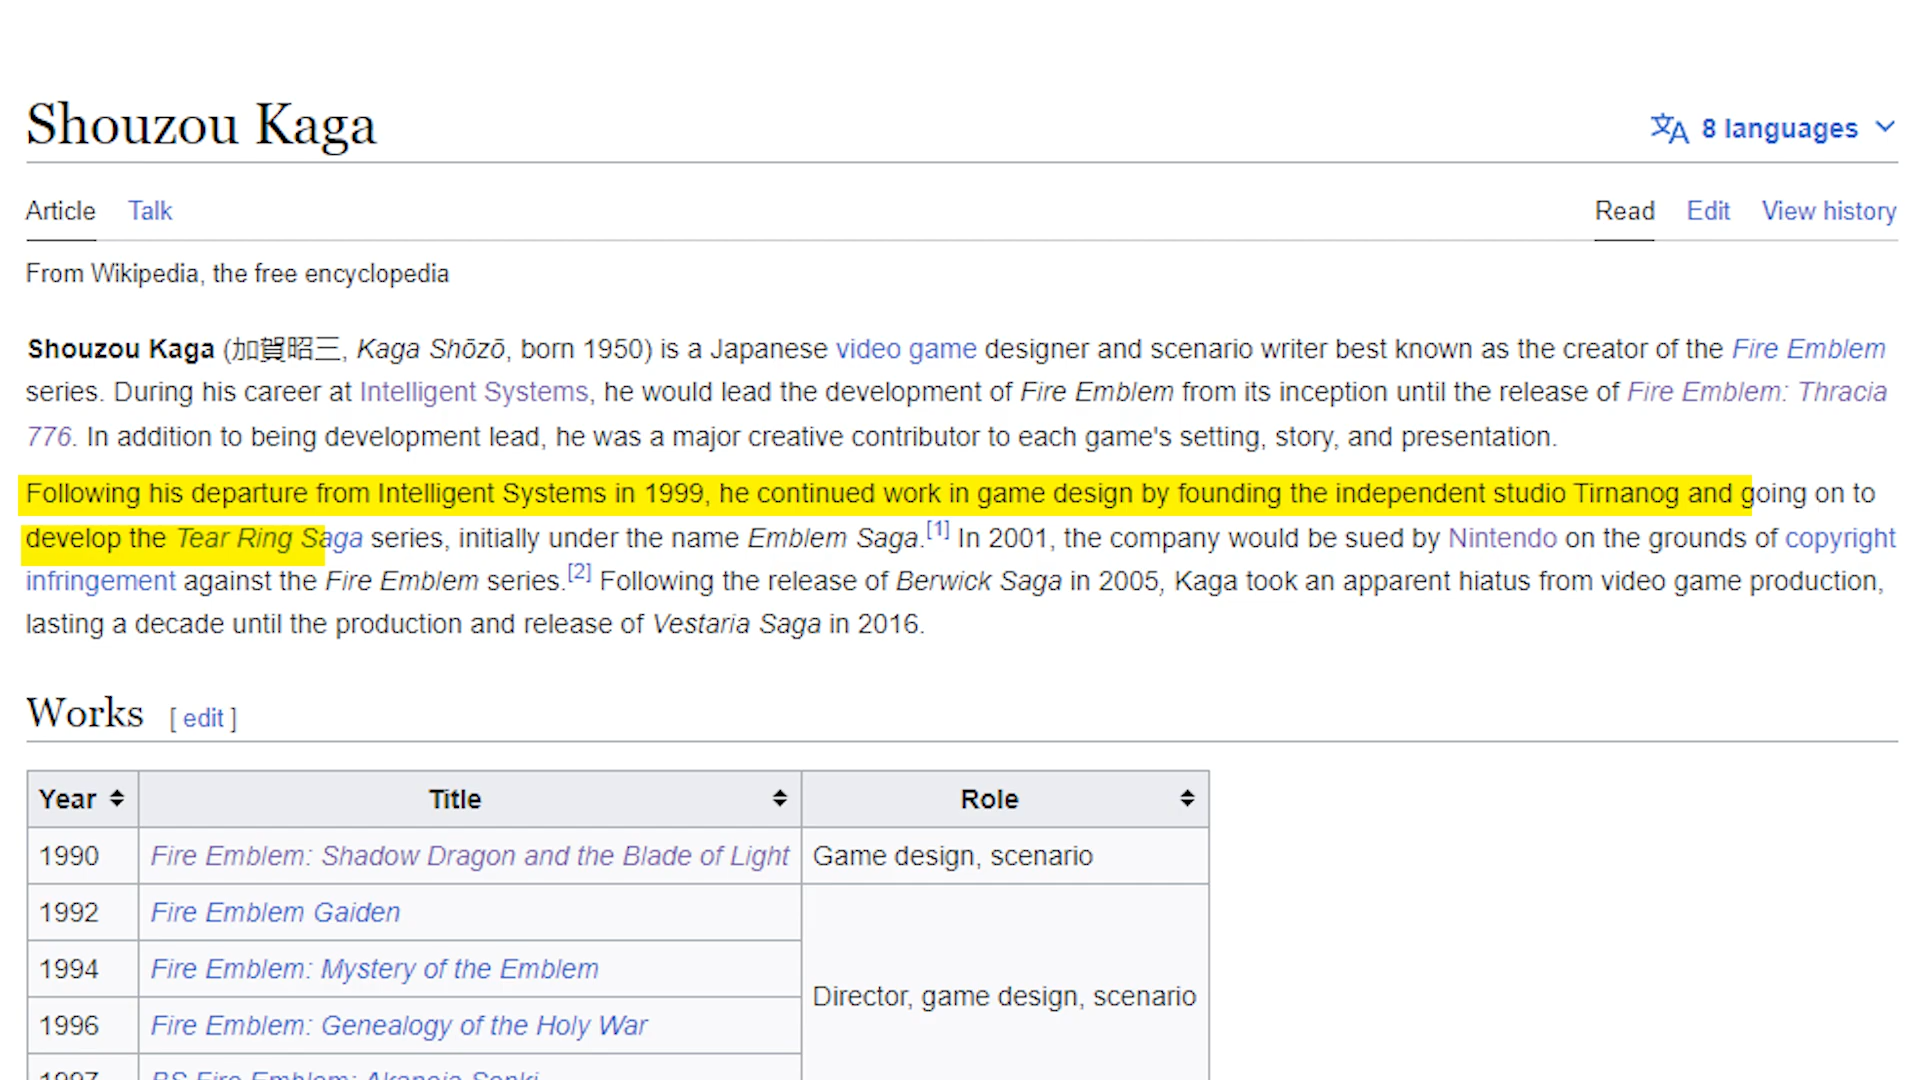 Shouzou Kaga
8 languages
Article Talk Read Edit View history
From Wikipedia, the free encyclopedia
Shouzou Kaga (加賀昭三, Kaga Shōzō, born 1950) is a Japanese video game designer and scenario writer best known as the creator of the Fire Emblem
series. During his career at Intelligent Systems, he would lead the development of Fire Emblem from its inception until the release of Fire Emblem: Thracia
776. In addition to being development lead, he was a major creative contributor to each game's setting, story, and presentation.
Following his departure from Intelligent Systems in 1999, he continued work in game design by founding the independent studio Tirnanog and going on to
develop the Tear Ring Saga series, initially under the name Emblem Saga.[1] In 2001, the company would be sued by Nintendo on the grounds of copyright
infringement against the Fire Emblem series.[2] Following the release of Berwick Saga in 2005, Kaga took an apparent hiatus from video game production,
lasting a decade until the production and release of Vestaria Saga in 2016.
Works [ edit ]
Year Title Role
1990 Fire Emblem: Shadow Dragon and the Blade of Light Game design, scenario
1992 Fire Emblem Gaiden
1994 Fire Emblem: Mystery of the Emblem
Director, game design, scenario
1996 Fire Emblem: Genealogy of the Holy War
1997 BS Fire Emblem: Akaneia Senki